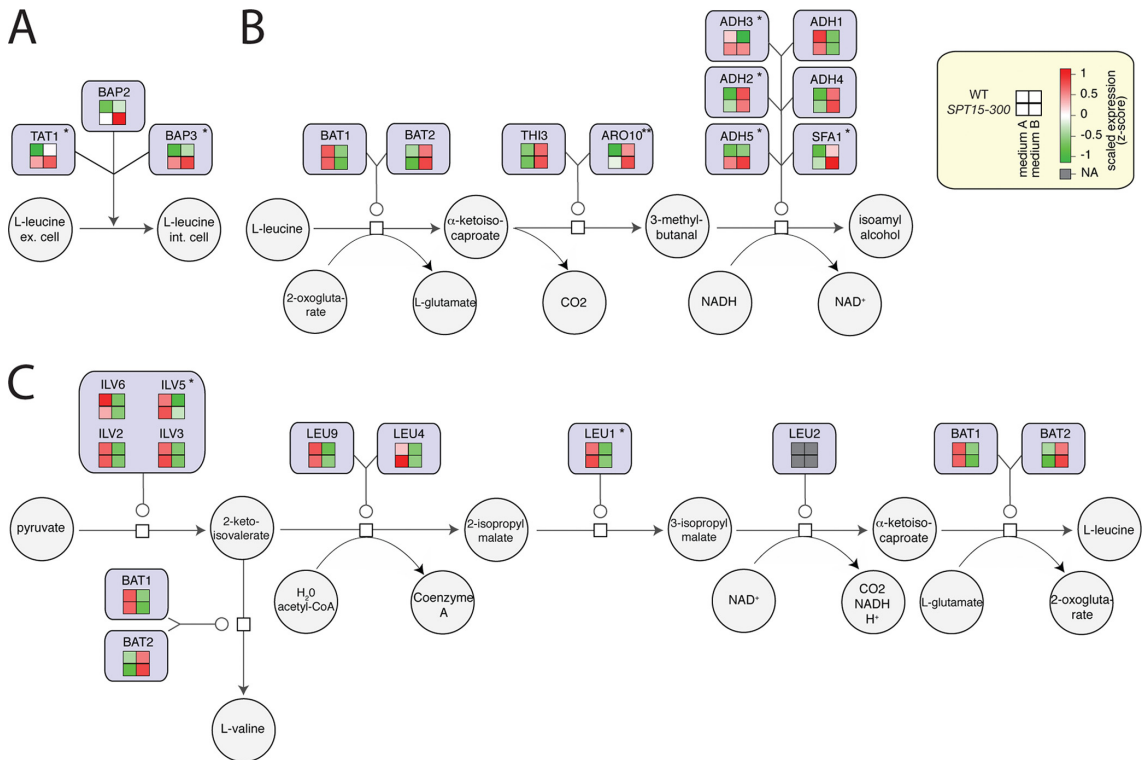 A
BAP2
TAT1 *
BAP3 *
L-leucine
ex. cell
L-leucine
int. cell
B
BAT1
BAT2
THI3
ARO10**
ADH3 *
ADH1
ADH2 *
ADH4
ADH5 *
SFA1 *
L-leucine
α-ketoiso-
caproate
3-methyl-
butanal
isoamyl
alcohol
2-oxogluta-
rate
L-glutamate
CO2
NADH
NAD+
WT
SPT15-300
medium A
medium B
1
0.5
0
-0.5
-1
NA
scaled expression
(z-score)
C
ILV6
ILV5 *
ILV2
ILV3
LEU9
LEU4
LEU1 *
LEU2
BAT1
BAT2
pyruvate
2-keto-
isovalerate
2-isopropyl
malate
3-isopropyl
malate
α-ketoiso-
caproate
L-leucine
BAT1
BAT2
H20
acetyl-CoA
Coenzyme
A
NAD+
CO2
NADH
H+
L-glutamate
2-oxogluta-
rate
L-valine